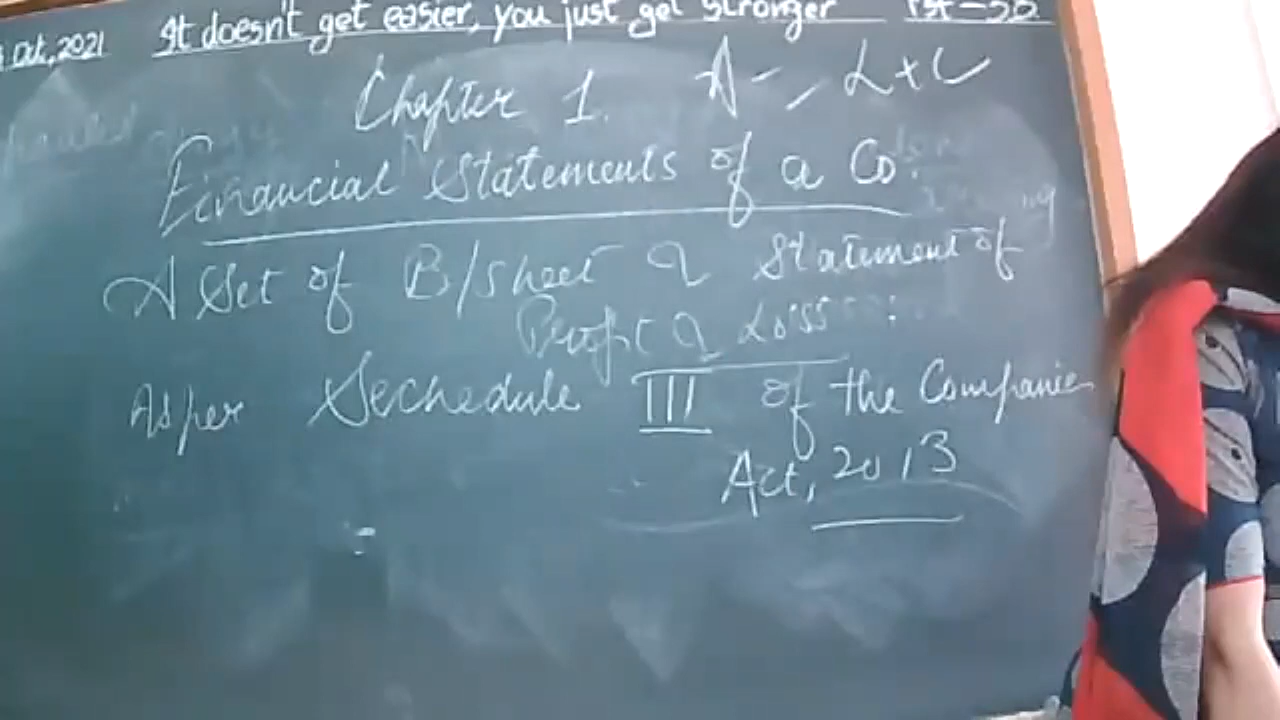 Oct, 2021 It doesn't get easier, you just get stronger
Chapter 1. A = L + C
Financial Statements of a Co.
A Set of B/Sheet & Statement of
Profit & Loss :
As per Sechedule III of the Companies
Act, 2013